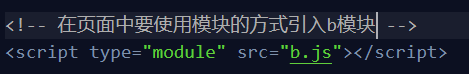 <!-- 在页面中要使用模块的方式引入b模块 -->
<script type="module" src="b.js"></script>